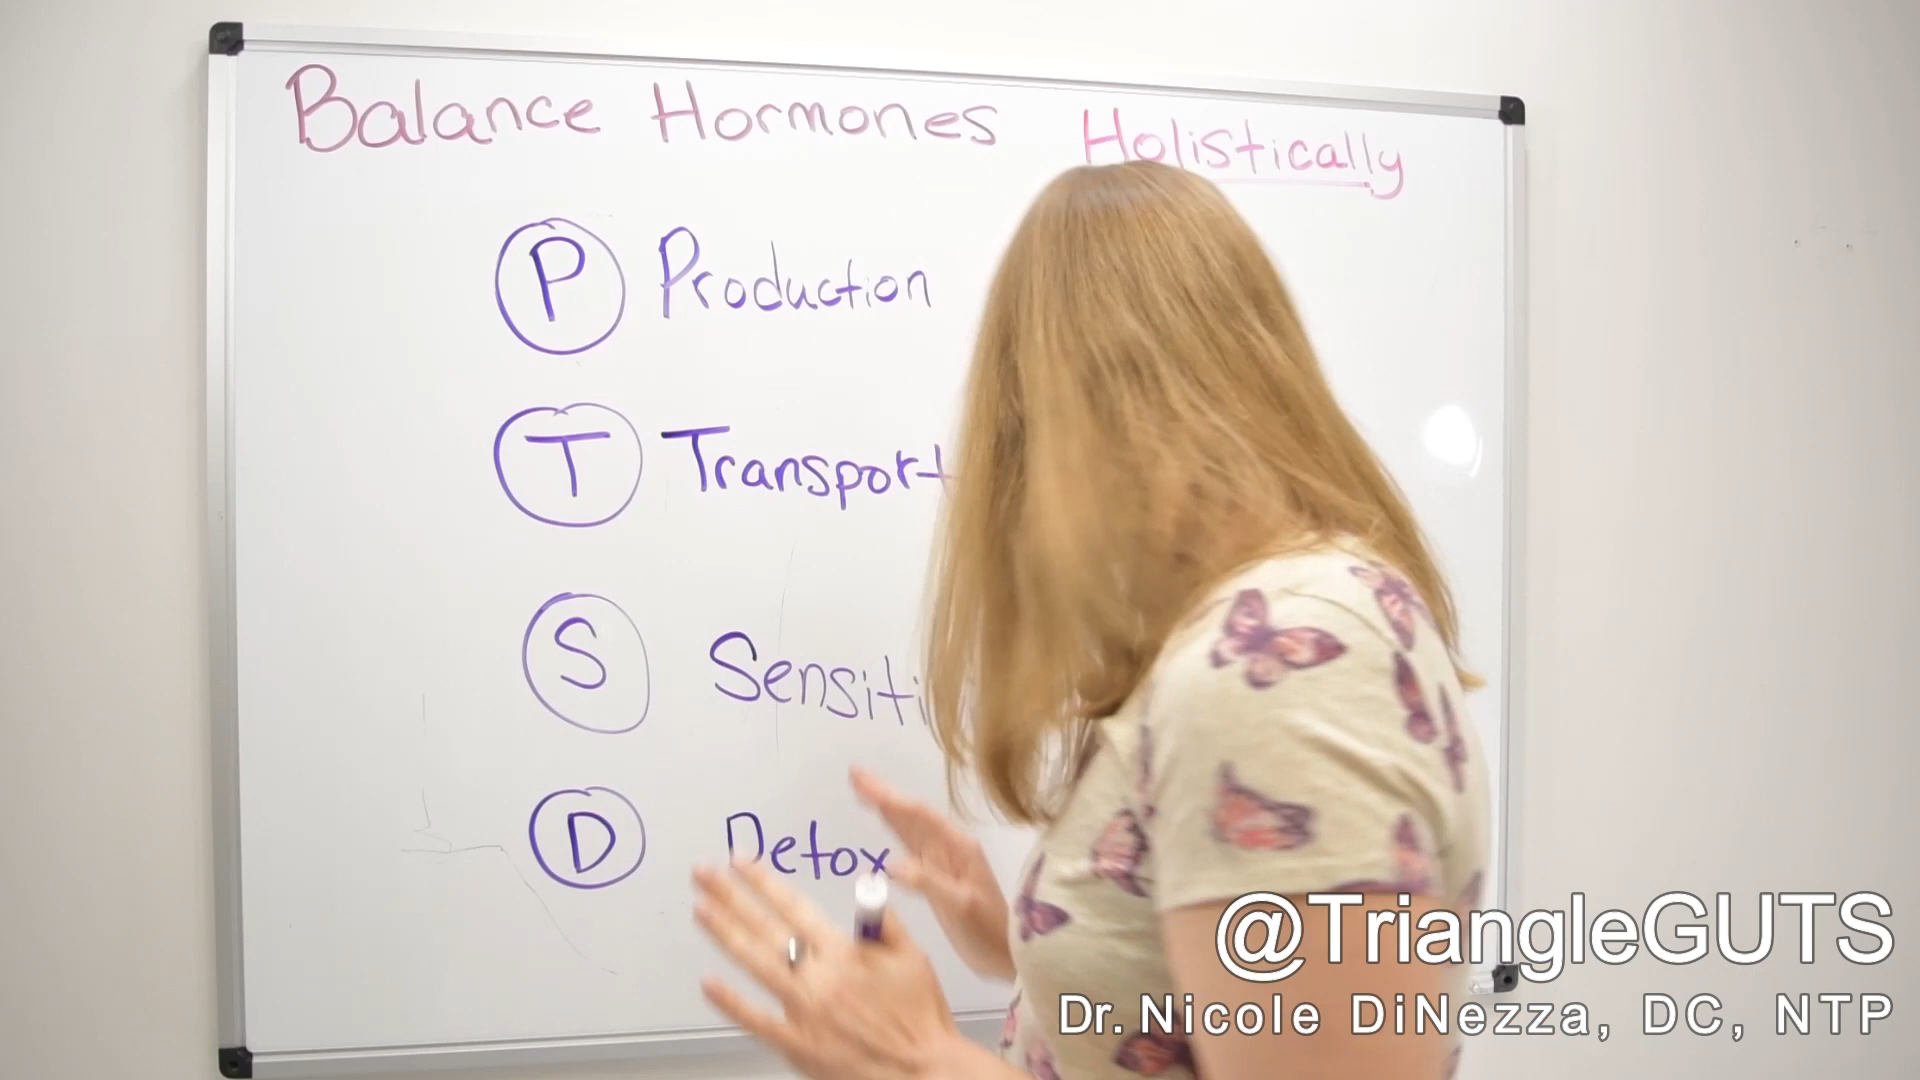 Balance Hormones Holistically
P Production
T Transport
S Sensiti
D Detox
@TriangleGUTS
Dr. Nicole DiNezza, DC, NTP